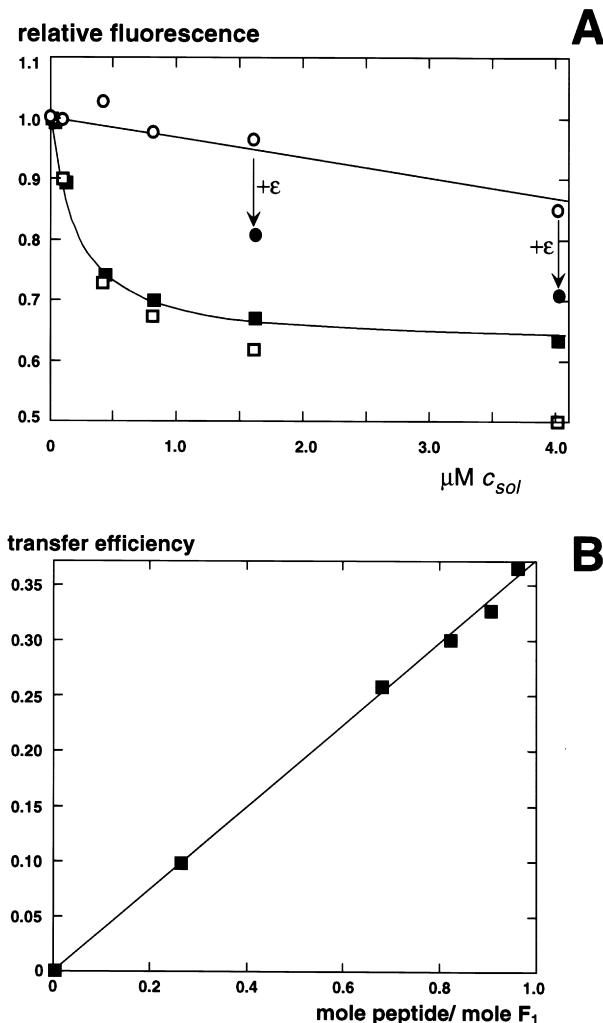 relative fluorescence
A
1.1
1.0
0.9
0.8
0.7
0.6
0.5
+ε
+ε
0 1.0 2.0 3.0 4.0
μM c_sol
transfer efficiency
B
0.35
0.30
0.25
0.20
0.15
0.10
0.05
0
0 0.2 0.4 0.6 0.8 1.0
mole peptide/ mole F₁